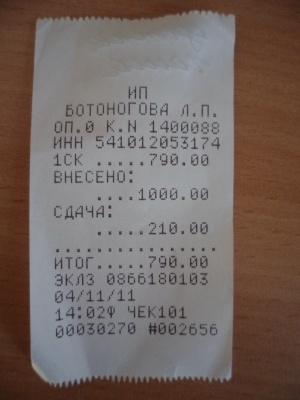 ИП
БОТОНОГОВА Л.П.
ОП.0 К.N 1400088
ИНН 541012053174
1СК .....790.00
ВНЕСЕНО:
....1000.00
СДАЧА:
.....210.00
................
ИТОГ.....790.00
ЭКЛЗ 0866180103
04/11/11
14:02Ф ЧЕК101
00030270 #002656